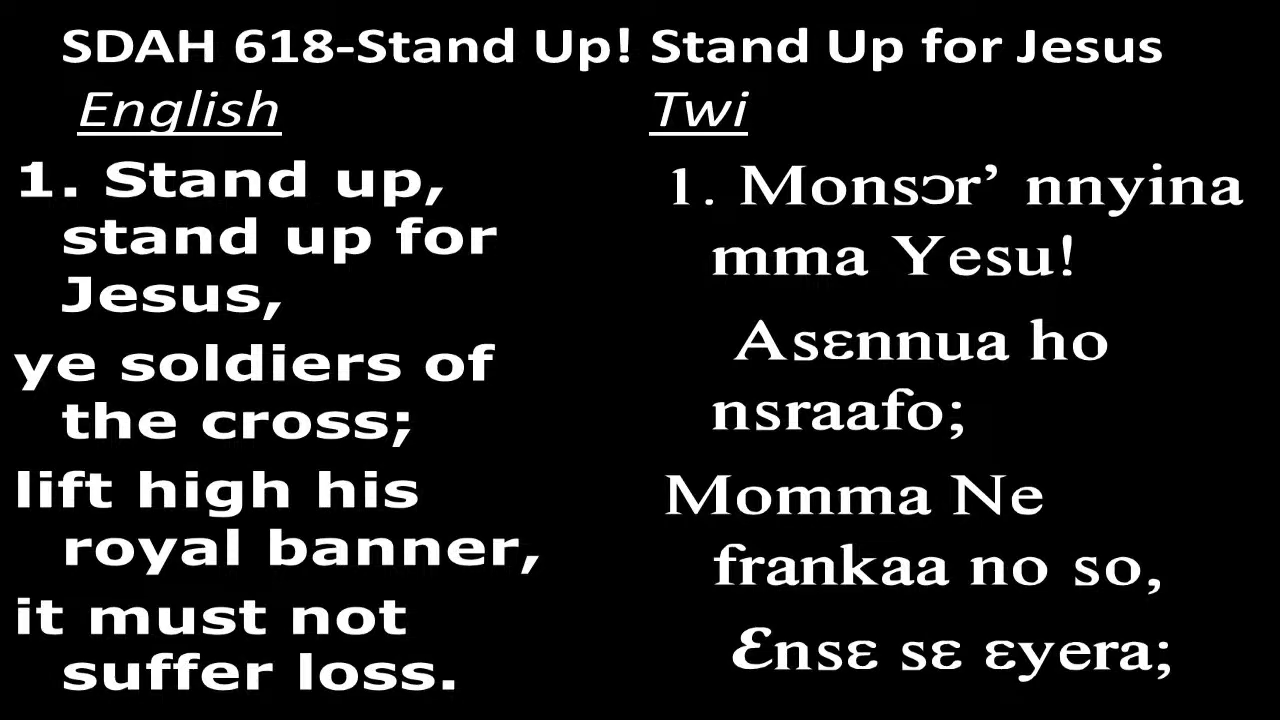 SDAH 618-Stand Up! Stand Up for Jesus
English
1. Stand up,
stand up for
Jesus,
ye soldiers of
the cross;
lift high his
royal banner,
it must not
suffer loss.
Twi
1. Monsɔr’ nnyina
mma Yesu!
Asɛnnua ho
nsraafo;
Momma Ne
frankaa no so,
Ɛnsɛ sɛ ɛyera;